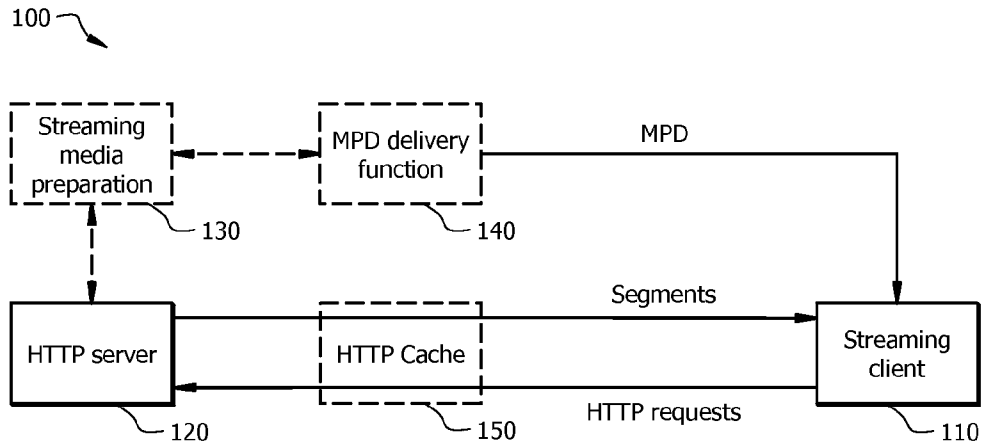 100
Streaming
media
preparation
130
MPD delivery
function
140
MPD
HTTP server
120
HTTP Cache
150
Segments
HTTP requests
Streaming
client
110